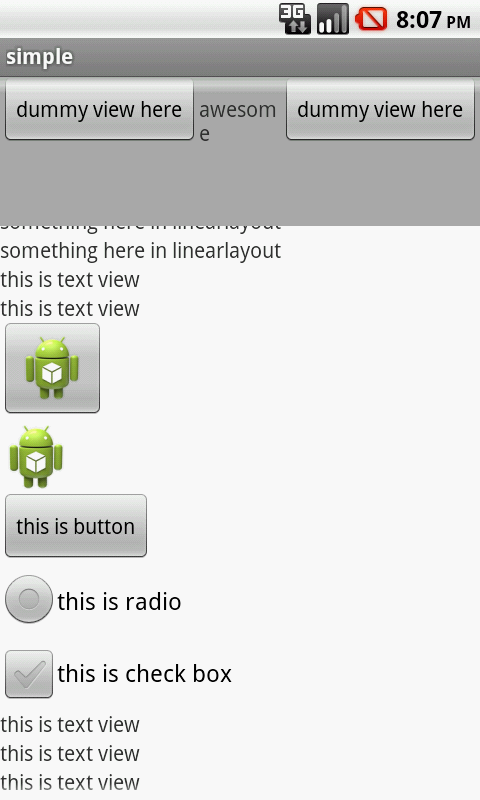 3G 8:07 PM
simple
dummy view here awesom dummy view here
e
something here in linearlayout
something here in linearlayout
this is text view
this is text view
this is button
this is radio
this is check box
this is text view
this is text view
this is text view